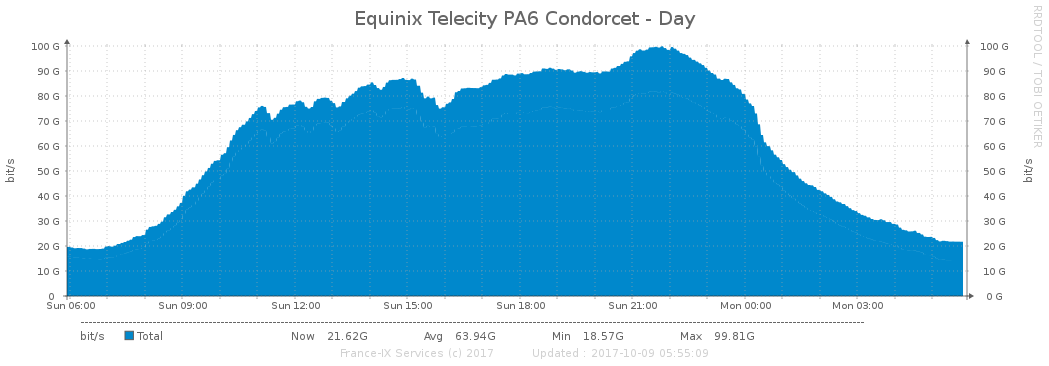 Equinix Telecity PA6 Condorcet - Day
RRDTOOL / TOBI OETIKER
100 G 100 G
90 G 90 G
80 G 80 G
70 G 70 G
60 G 60 G
50 G 50 G
40 G 40 G
30 G 30 G
20 G 20 G
10 G 10 G
0 0 G
bit/s bit/s
Sun 06:00 Sun 09:00 Sun 12:00 Sun 15:00 Sun 18:00 Sun 21:00 Mon 00:00 Mon 03:00
bit/s Total Now 21.62G Avg 63.94G Min 18.57G Max 99.81G
France-IX Services (c) 2017 Updated : 2017-10-09 05:55:09